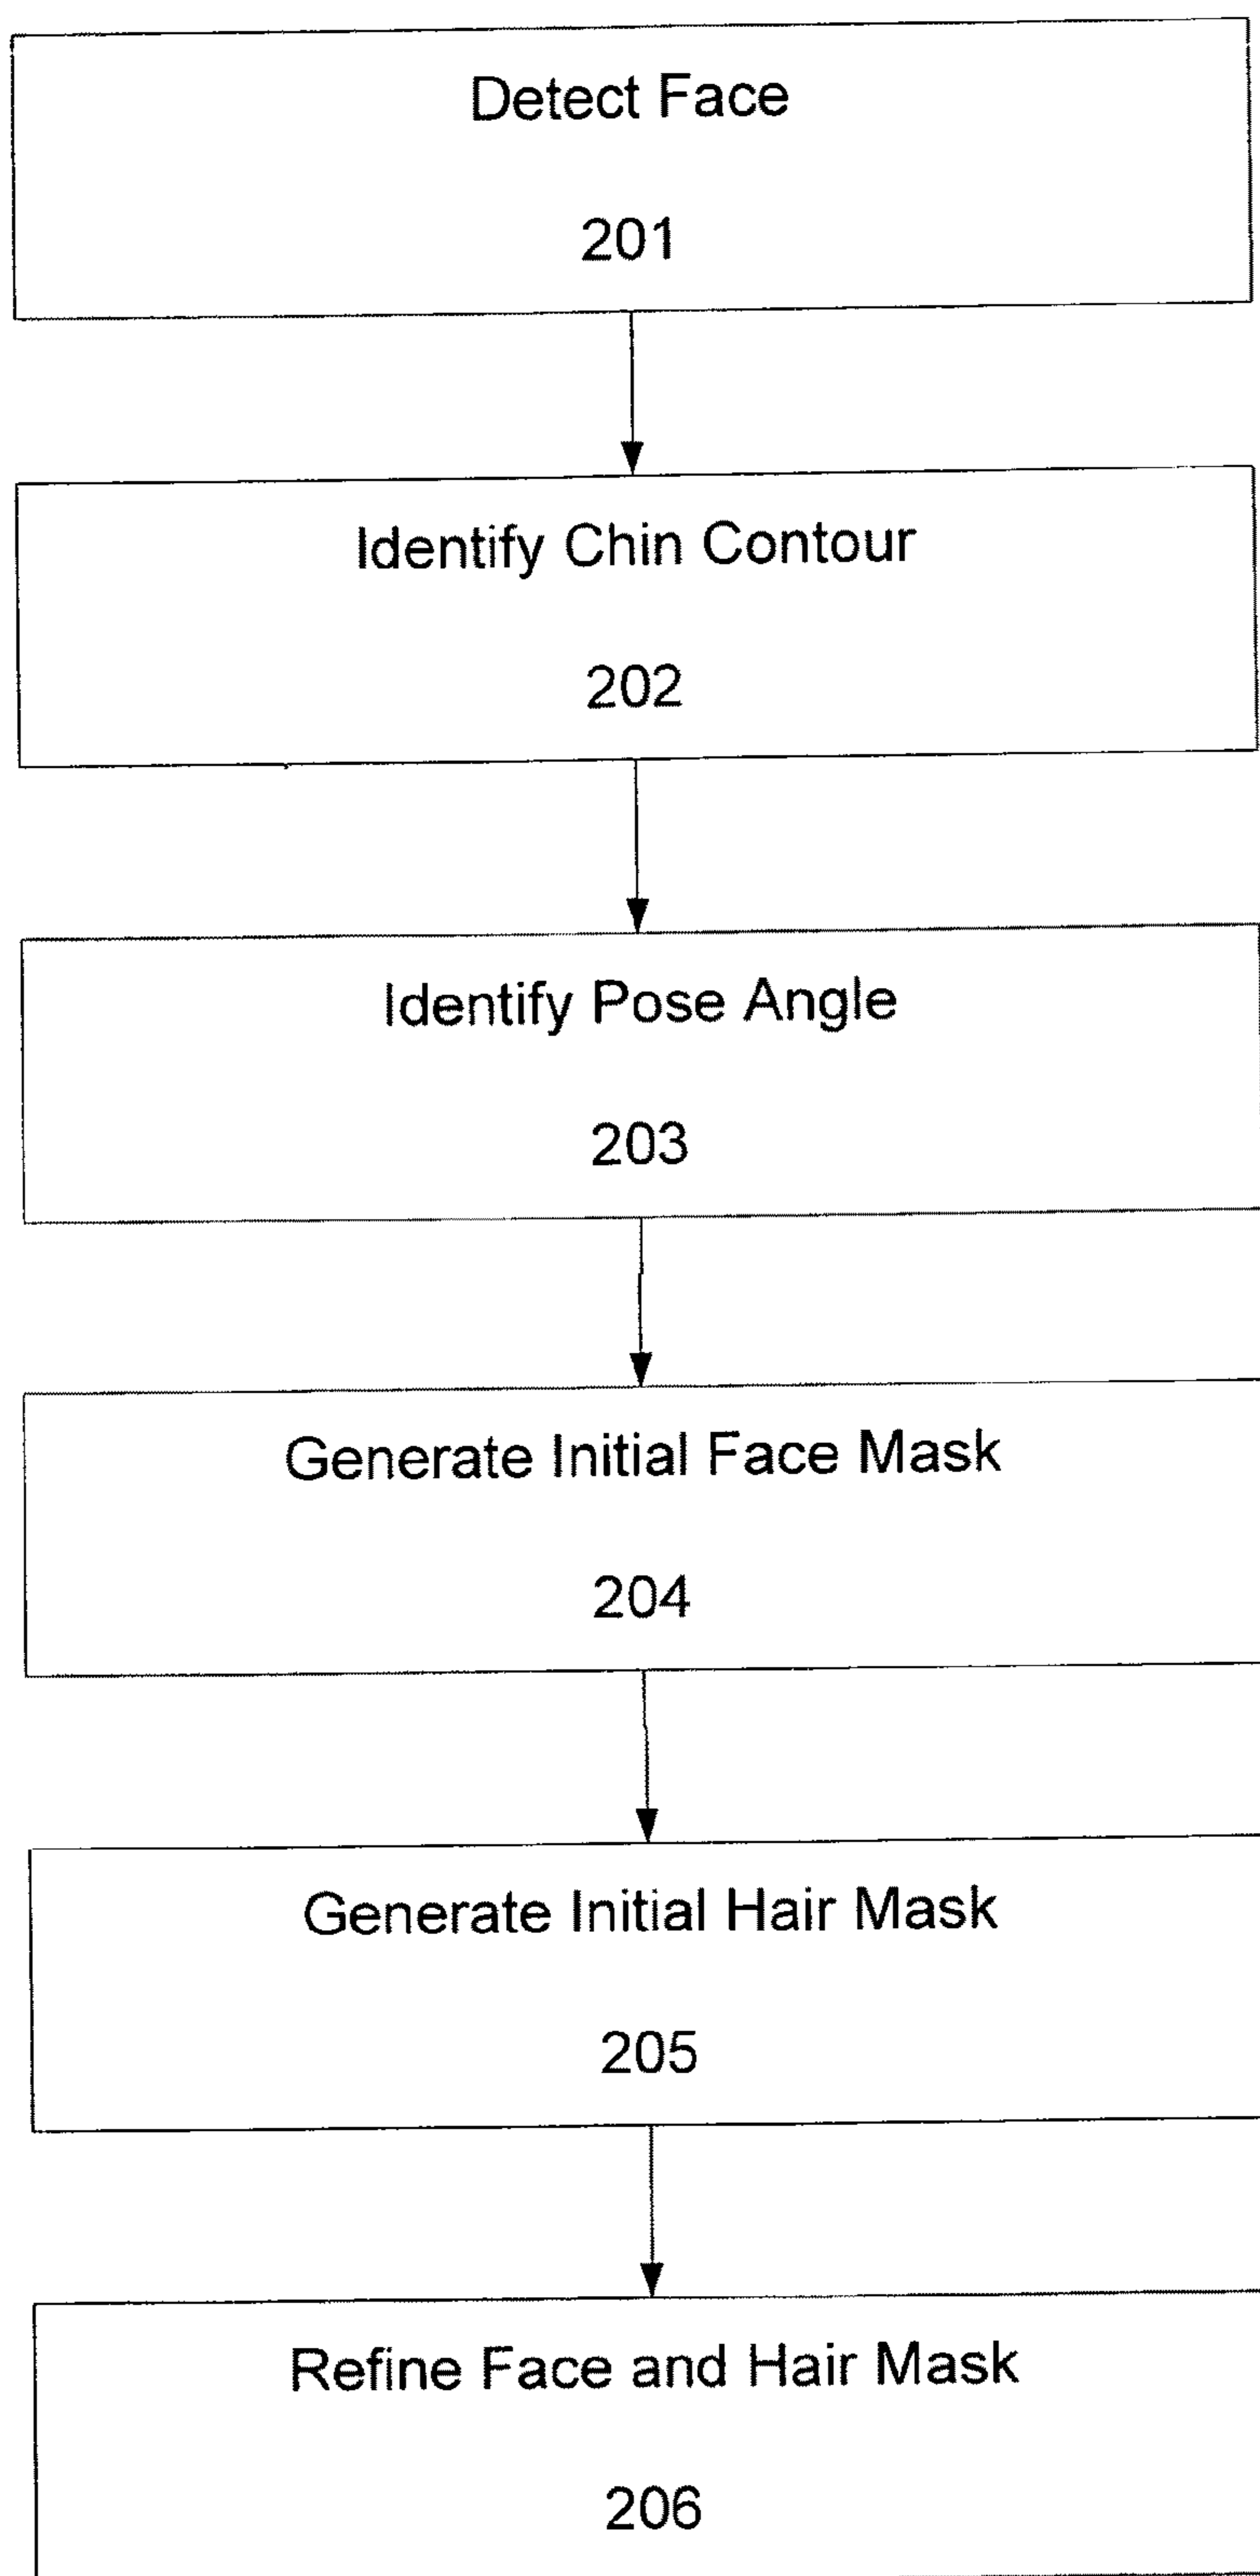 Detect Face
201
Identify Chin Contour
202
Identify Pose Angle
203
Generate Initial Face Mask
204
Generate Initial Hair Mask
205
Refine Face and Hair Mask
206